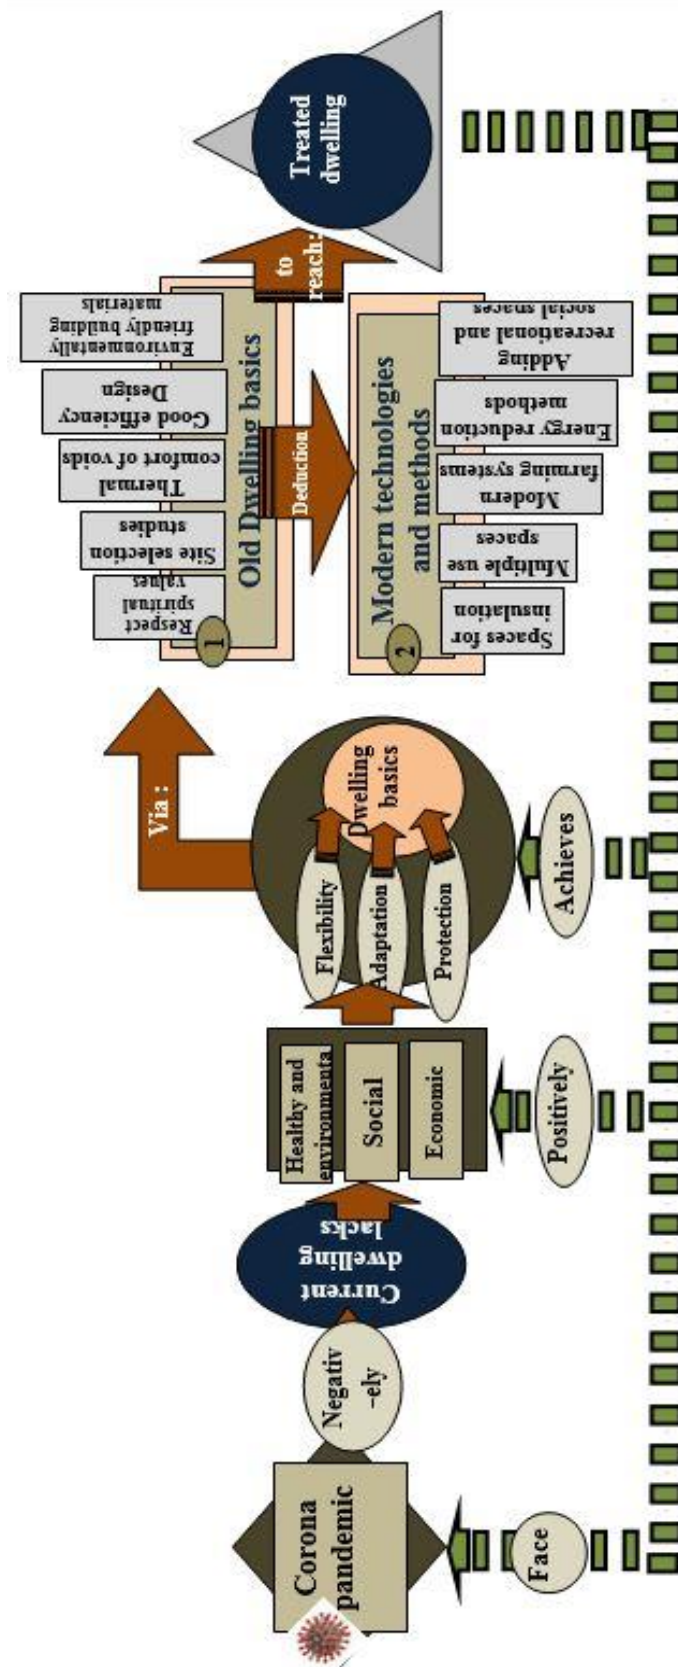 Corona
pandemic
Negativ
–ely
Current
dwelling
lacks
Healthy and
environmenta
Social
Economic
Flexibility
Adaptation
Protection
Dwelling
basics
Via :
1
Old Dwelling basics
Respect
spiritual
values
Site selection
studies
Thermal
comfort of voids
Good efficiency
Design
Environmentally
friendly building
materials
Deduction
2
Modern technologies
and methods
Spaces for
insulation
Multiple use
spaces
Modern
farming systems
Energy reduction
methods
Adding
recreational and
social spaces
to
reach:
Treated
dwelling
Face
Positively
Achieves